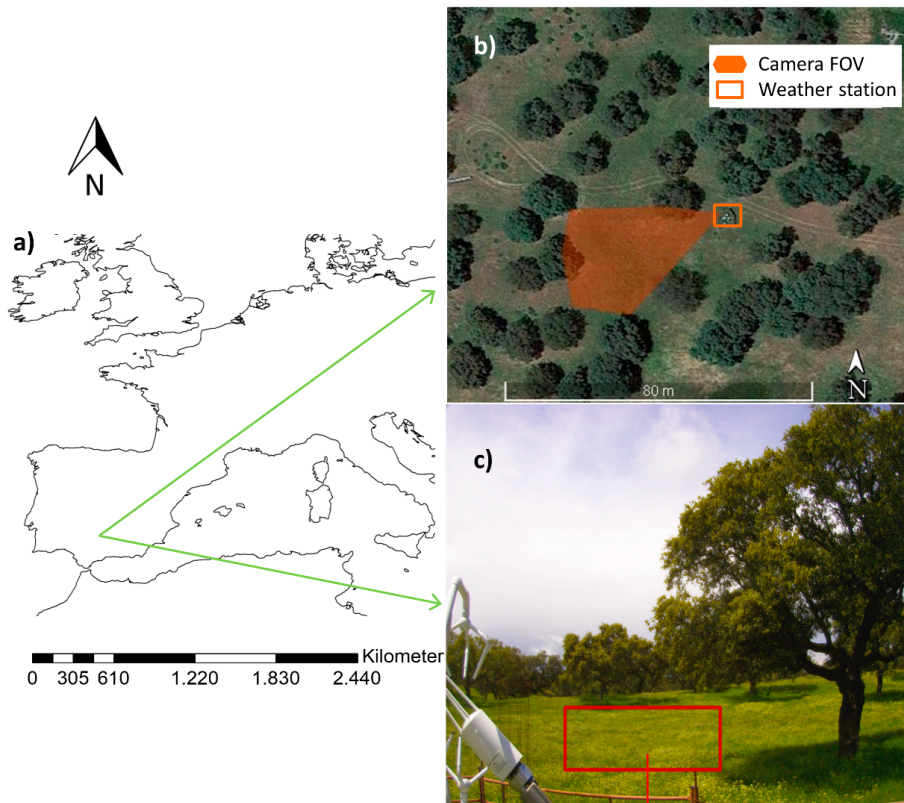 N
a)
Kilometer
0 305 610 1.220 1.830 2.440
b)
Camera FOV
Weather station
80 m
N
c)